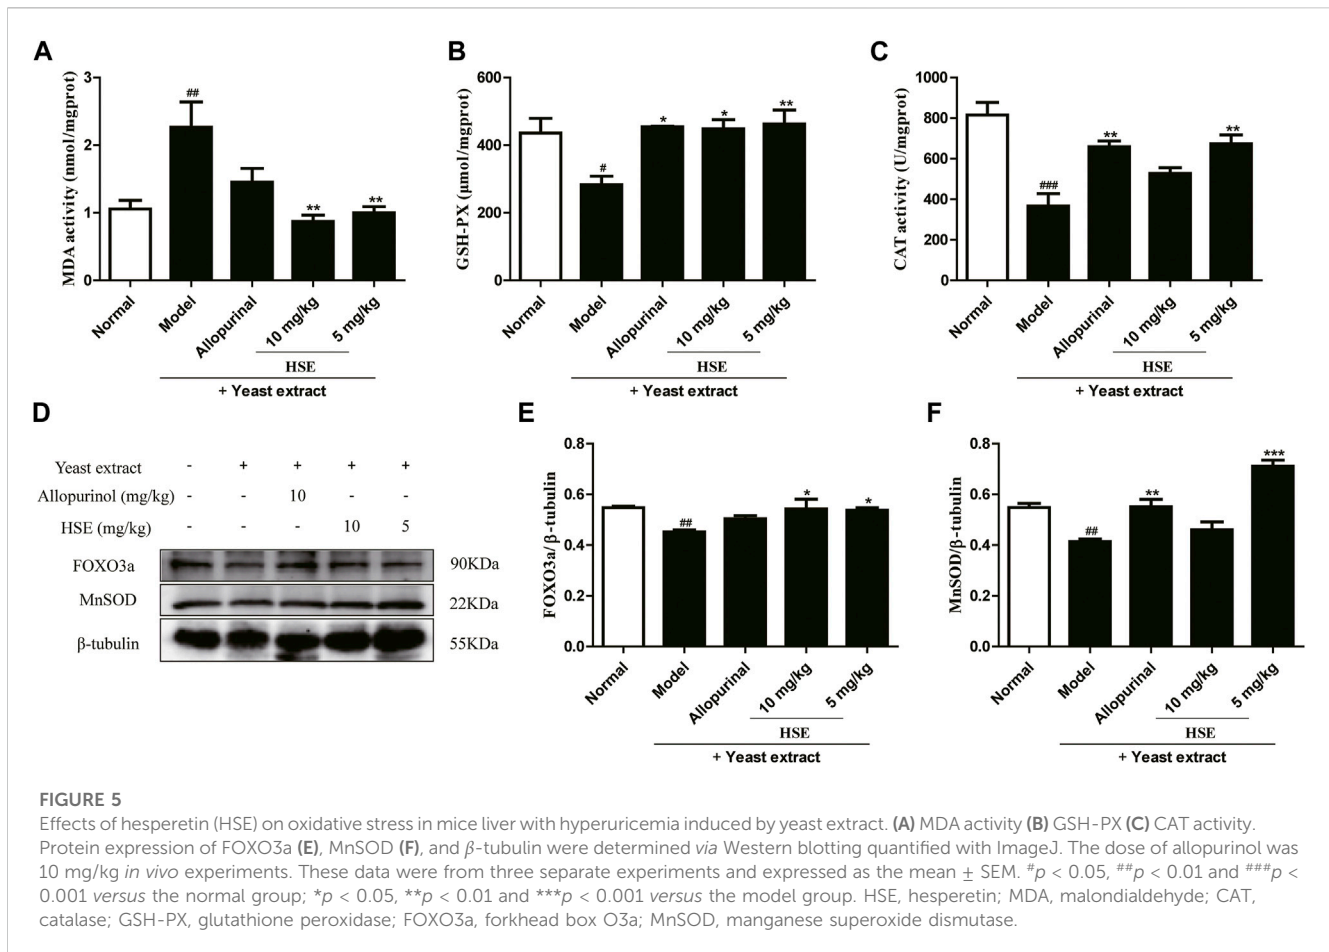 A
MDA activity (nmol/mgprot)
3
2
1
0
##
**
**
Normal
Model
Allopurinal
10 mg/kg
5 mg/kg
HSE
+ Yeast extract
B
GSH-PX (μmol/mgprot)
600
400
200
0
#
*
*
**
Normal
Model
Allopurinal
10 mg/kg
5 mg/kg
HSE
+ Yeast extract
C
CAT activity (U/mgprot)
1000
800
600
400
200
0
###
**
**
Normal
Model
Allopurinal
10 mg/kg
5 mg/kg
HSE
+ Yeast extract
D
Yeast extract - + + + +
Allopurinol (mg/kg) - - 10 - -
HSE (mg/kg) - - - 10 5
FOXO3a 90KDa
MnSOD 22KDa
β-tubulin 55KDa
E
FOXO3a/β-tubulin
0.8
0.6
0.4
0.2
0.0
##
*
*
Normal
Model
Allopurinal
10 mg/kg
5 mg/kg
HSE
+ Yeast extract
F
MnSOD/β-tubulin
0.8
0.6
0.4
0.2
0.0
##
**
***
Normal
Model
Allopurinal
10 mg/kg
5 mg/kg
HSE
+ Yeast extract
FIGURE 5
Effects of hesperetin (HSE) on oxidative stress in mice liver with hyperuricemia induced by yeast extract. (A) MDA activity (B) GSH-PX (C) CAT activity.
Protein expression of FOXO3a (E), MnSOD (F), and β-tubulin were determined via Western blotting quantified with ImageJ. The dose of allopurinol was
10 mg/kg in vivo experiments. These data were from three separate experiments and expressed as the mean ± SEM. #p < 0.05, ##p < 0.01 and ###p <
0.001 versus the normal group; *p < 0.05, **p < 0.01 and ***p < 0.001 versus the model group. HSE, hesperetin; MDA, malondialdehyde; CAT,
catalase; GSH-PX, glutathione peroxidase; FOXO3a, forkhead box O3a; MnSOD, manganese superoxide dismutase.